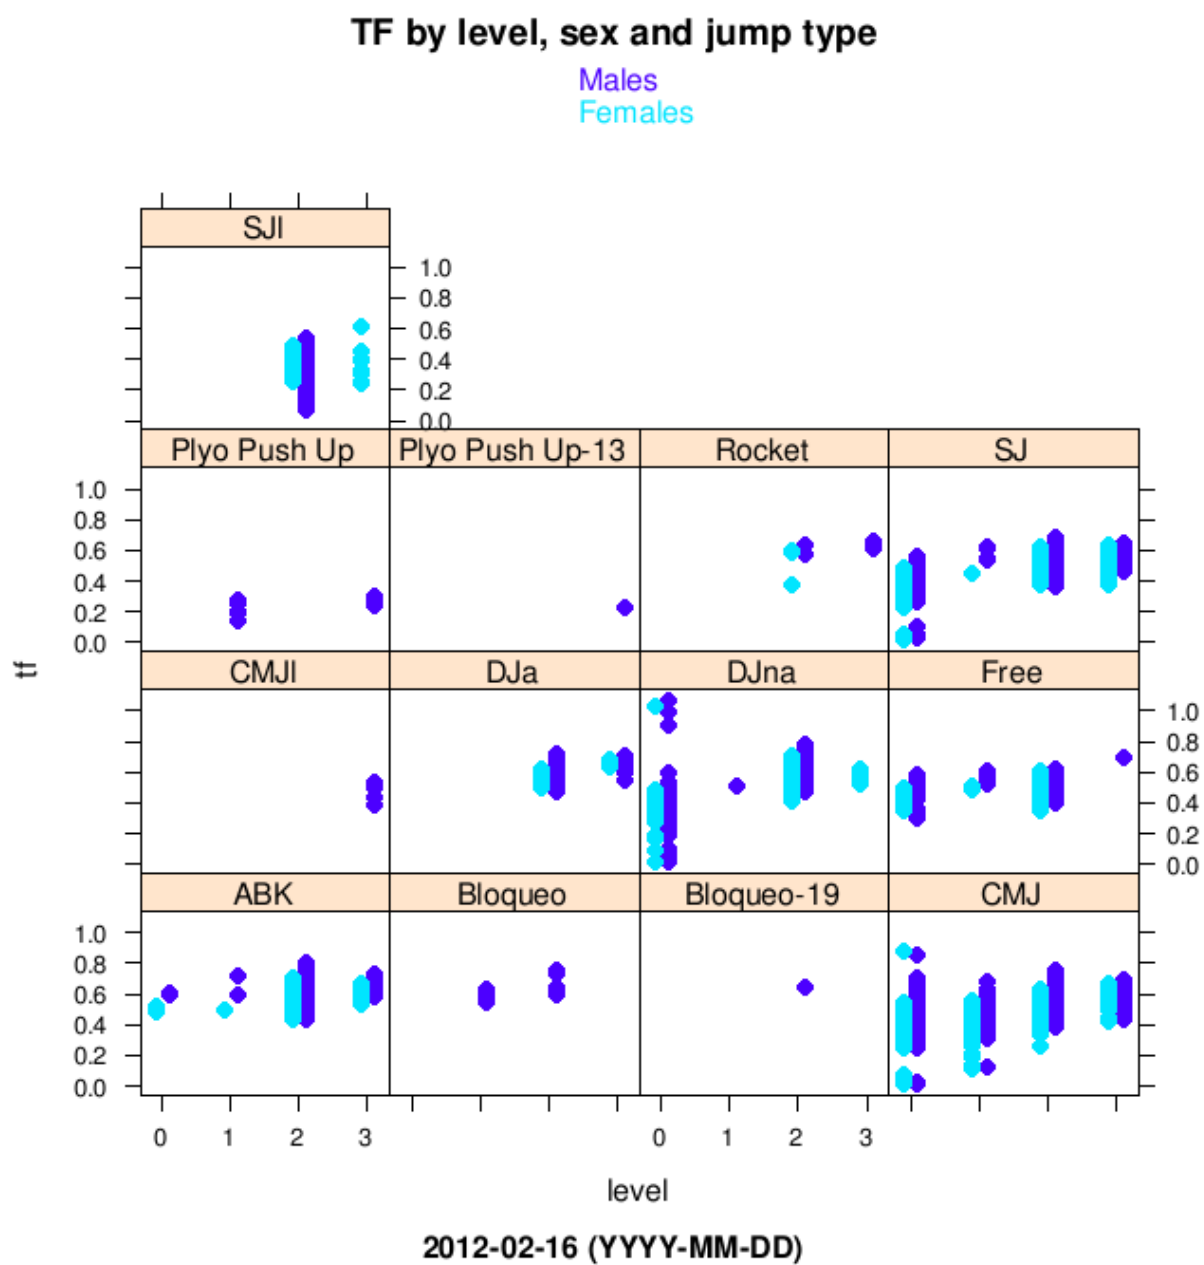 TF by level, sex and jump type
Males
Females
SJl
1.0
0.8
0.6
0.4
0.2
0.0
Plyo Push Up Plyo Push Up-13 Rocket SJ
1.0
0.8
0.6
0.4
0.2
0.0
tf
CMJl DJa DJna Free
1.0
0.8
0.6
0.4
0.2
0.0
ABK Bloqueo Bloqueo-19 CMJ
1.0
0.8
0.6
0.4
0.2
0.0
0 1 2 3 0 1 2 3
level
2012-02-16 (YYYY-MM-DD)